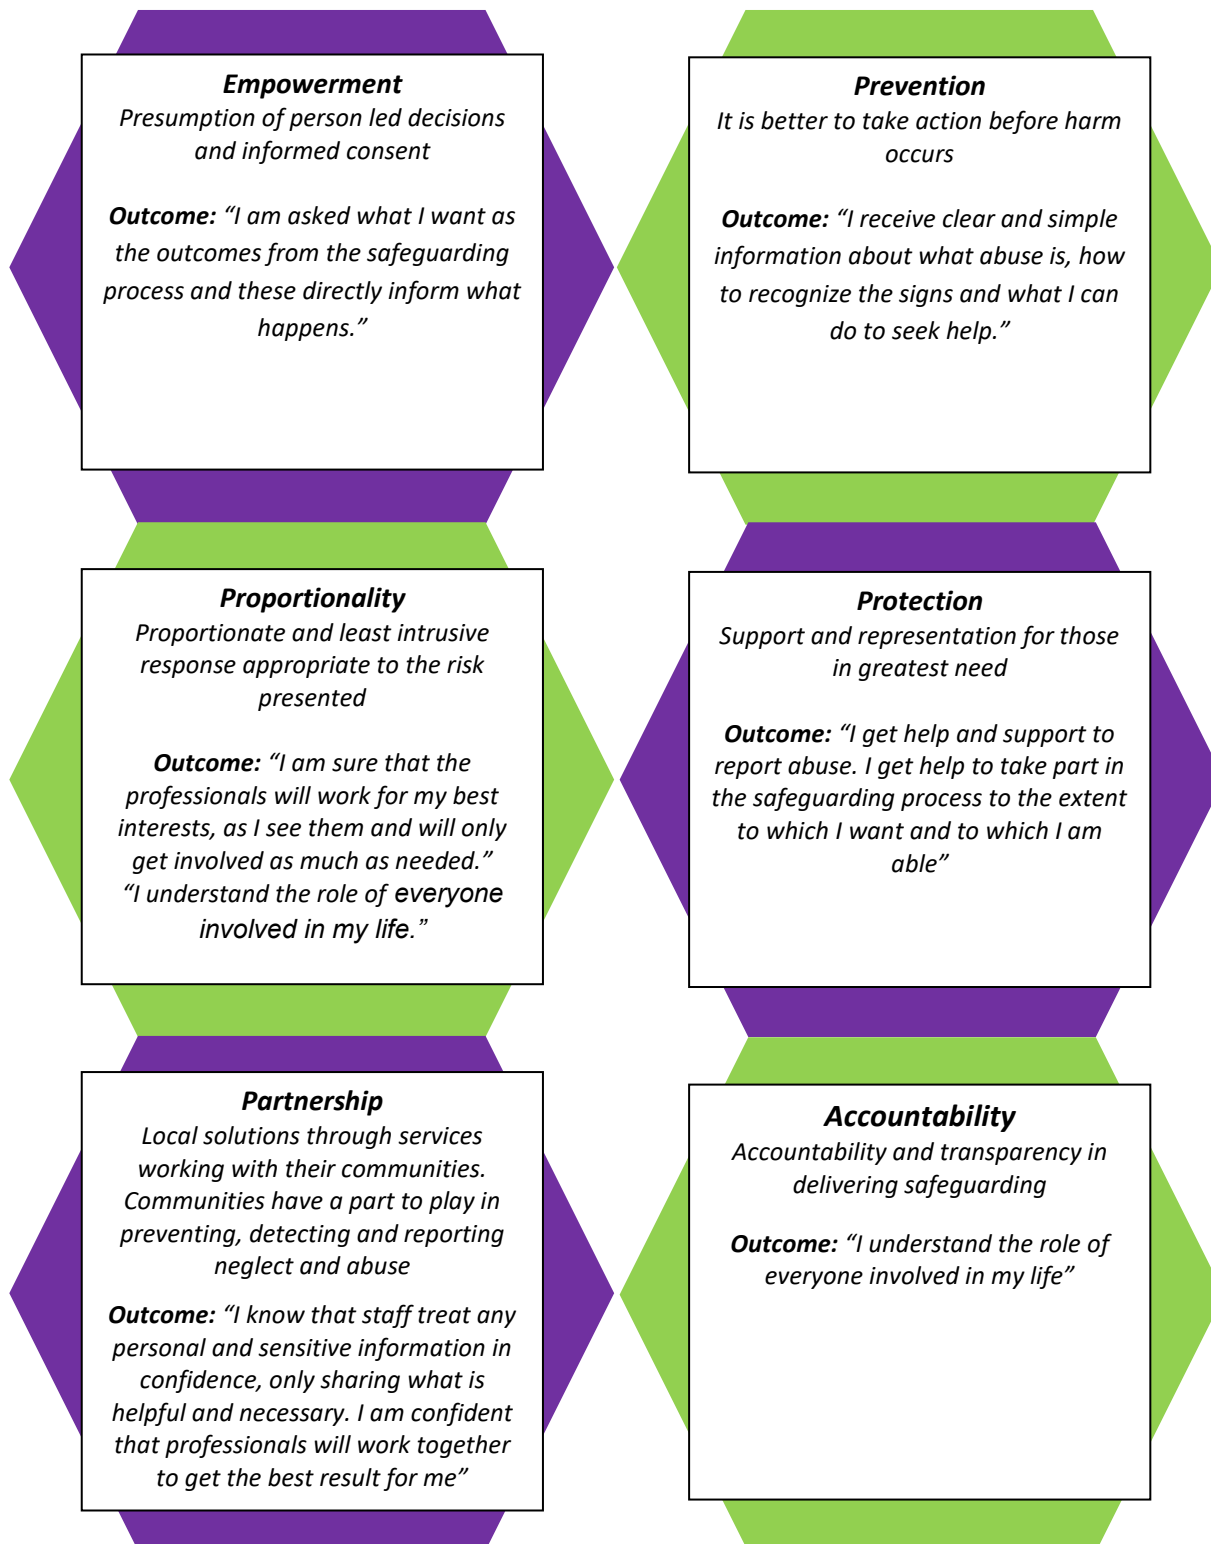 Empowerment
Presumption of person led decisions
and informed consent
Outcome: “I am asked what I want as
the outcomes from the safeguarding
process and these directly inform what
happens.”
Prevention
It is better to take action before harm
occurs
Outcome: “I receive clear and simple
information about what abuse is, how
to recognize the signs and what I can
do to seek help.”
Proportionality
Proportionate and least intrusive
response appropriate to the risk
presented
Outcome: “I am sure that the
professionals will work for my best
interests, as I see them and will only
get involved as much as needed.”
“I understand the role of everyone
involved in my life.”
Protection
Support and representation for those
in greatest need
Outcome: “I get help and support to
report abuse. I get help to take part in
the safeguarding process to the extent
to which I want and to which I am
able”
Partnership
Local solutions through services
working with their communities.
Communities have a part to play in
preventing, detecting and reporting
neglect and abuse
Outcome: “I know that staff treat any
personal and sensitive information in
confidence, only sharing what is
helpful and necessary. I am confident
that professionals will work together
to get the best result for me”
Accountability
Accountability and transparency in
delivering safeguarding
Outcome: “I understand the role of
everyone involved in my life”